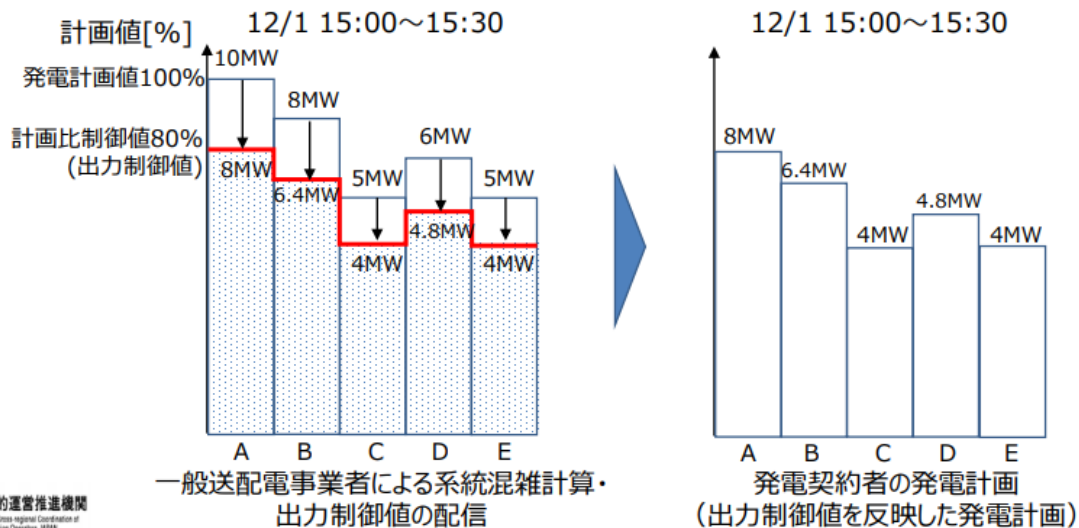 計画値[%]
12/1 15:00～15:30
10MW
発電計画値100%
8MW
計画比制御値80%
(出力制御値)
6MW
5MW
5MW
8MW
6.4MW
4MW
4.8MW
4MW
A
B
C
D
E
一般送配電事業者による系統混雑計算・
出力制御値の配信
12/1 15:00～15:30
8MW
6.4MW
4MW
4.8MW
4MW
A
B
C
D
E
発電契約者の発電計画
（出力制御値を反映した発電計画）
的運営推進機関